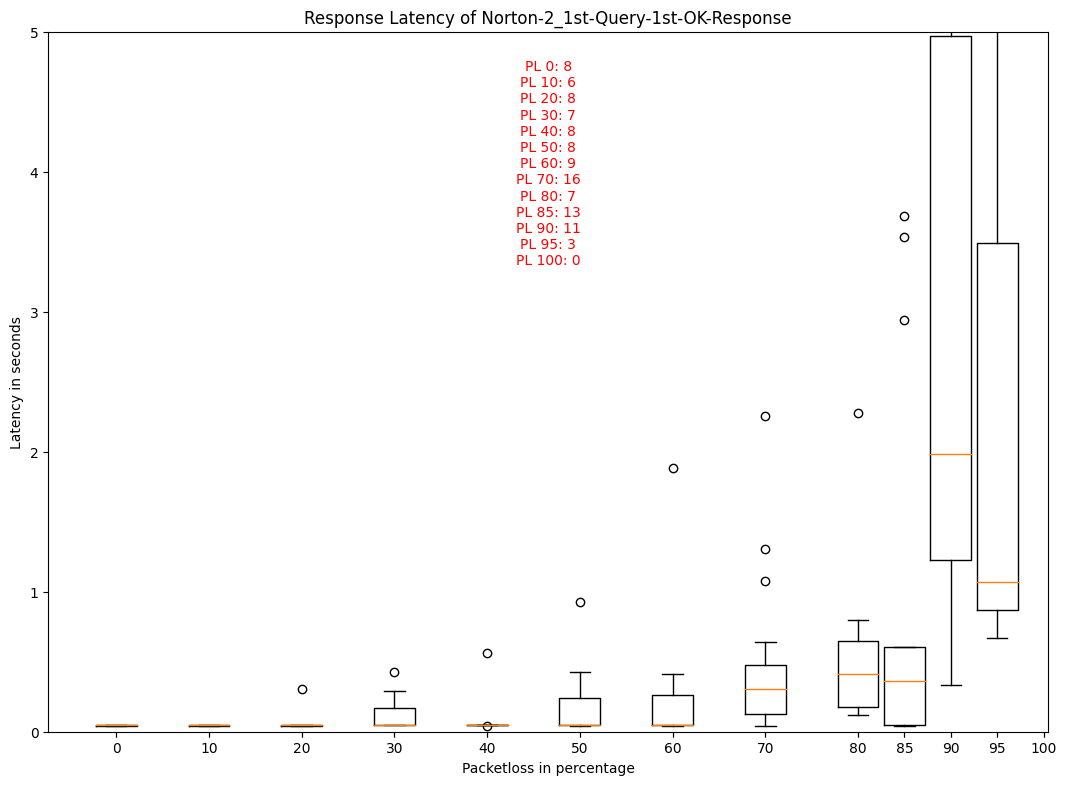 Response Latency of Norton-2_1st-Query-1st-OK-Response
5
4
3
2
1
0
Latency in seconds
PL 0: 8
PL 10: 6
PL 20: 8
PL 30: 7
PL 40: 8
PL 50: 8
PL 60: 9
PL 70: 16
PL 80: 7
PL 85: 13
PL 90: 11
PL 95: 3
PL 100: 0
0 10 20 30 40 50 60 70 80 85 90 95 100
Packetloss in percentage